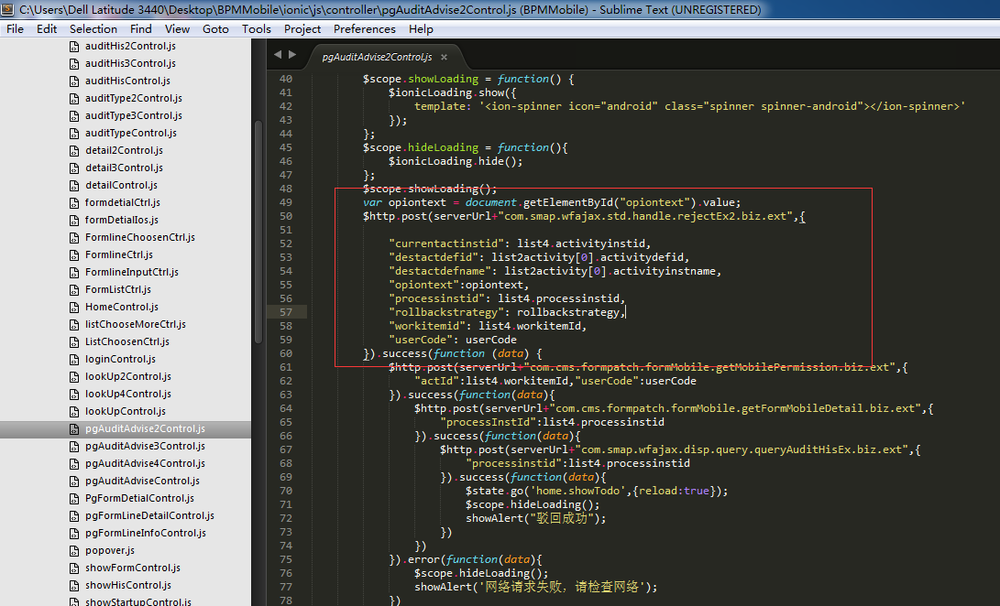 C:\Users\Dell Latitude 3440\Desktop\BPMMobile\ionic\js\controller\pgAuditAdvise2Control.js (BPMMobile) - Sublime Text (UNREGISTERED)
File Edit Selection Find View Goto Tools Project Preferences Help
auditHis2Control.js
auditHis3Control.js
auditHisControl.js
auditType2Control.js
auditType3Control.js
auditTypeControl.js
detail2Control.js
detail3Control.js
detailControl.js
formdetialCtrl.js
formDetialIos.js
FormlineChoosenCtrl.js
FormlineCtrl.js
FormlineInputCtrl.js
FormListCtrl.js
HomeControl.js
listChooseMoreCtrl.js
ListChoosenCtrl.js
loginControl.js
lookUp2Control.js
lookUp4Control.js
lookUpControl.js
pgAuditAdvise2Control.js
pgAuditAdvise3Control.js
pgAuditAdvise4Control.js
pgAuditAdviseControl.js
PgFormDetialControl.js
pgFormLineDetailControl.js
pgFormLineInfoControl.js
popover.js
showFormControl.js
showHisControl.js
showStartupControl.js
pgAuditAdvise2Control.js ×
40 $scope.showLoading = function() {
41 $ionicLoading.show({
42 template: '<ion-spinner icon="android" class="spinner spinner-android"></ion-spinner>'
43 });
44 };
45 $scope.hideLoading = function(){
46 $ionicLoading.hide();
47 };
48 $scope.showLoading();
49 var opiontext = document.getElementById("opiontext").value;
50 $http.post(serverUrl+"com.smap.wfajax.std.handle.rejectEx2.biz.ext",{
51
52 "currentactinstid": list4.activityinstid,
53 "destactdefid": list2activity[0].activitydefid,
54 "destactdefname": list2activity[0].activityinstname,
55 "opiontext":opiontext,
56 "processinstid": list4.processinstid,
57 "rollbackstrategy": rollbackstrategy,
58 "workitemid": list4.workitemId,
59 "userCode": userCode
60 }).success(function (data) {
61 $http.post(serverUrl+"com.cms.formpatch.formMobile.getMobilePermission.biz.ext",{
62 "actId":list4.workitemId,"userCode":userCode
63 }).success(function(data){
64 $http.post(serverUrl+"com.cms.formpatch.formMobile.getFormMobileDetail.biz.ext",{
65 "processInstId":list4.processinstid
66 }).success(function(data){
67 $http.post(serverUrl+"com.smap.wfajax.disp.query.queryAuditHisEx.biz.ext",{
68 "processinstid":list4.processinstid
69 }).success(function(data){
70 $state.go('home.showTodo',{reload:true});
71 $scope.hideLoading();
72 showAlert("驳回成功");
73 })
74 })
75 }).error(function(data){
76 $scope.hideLoading();
77 showAlert('网络请求失败，请检查网络');
78 })